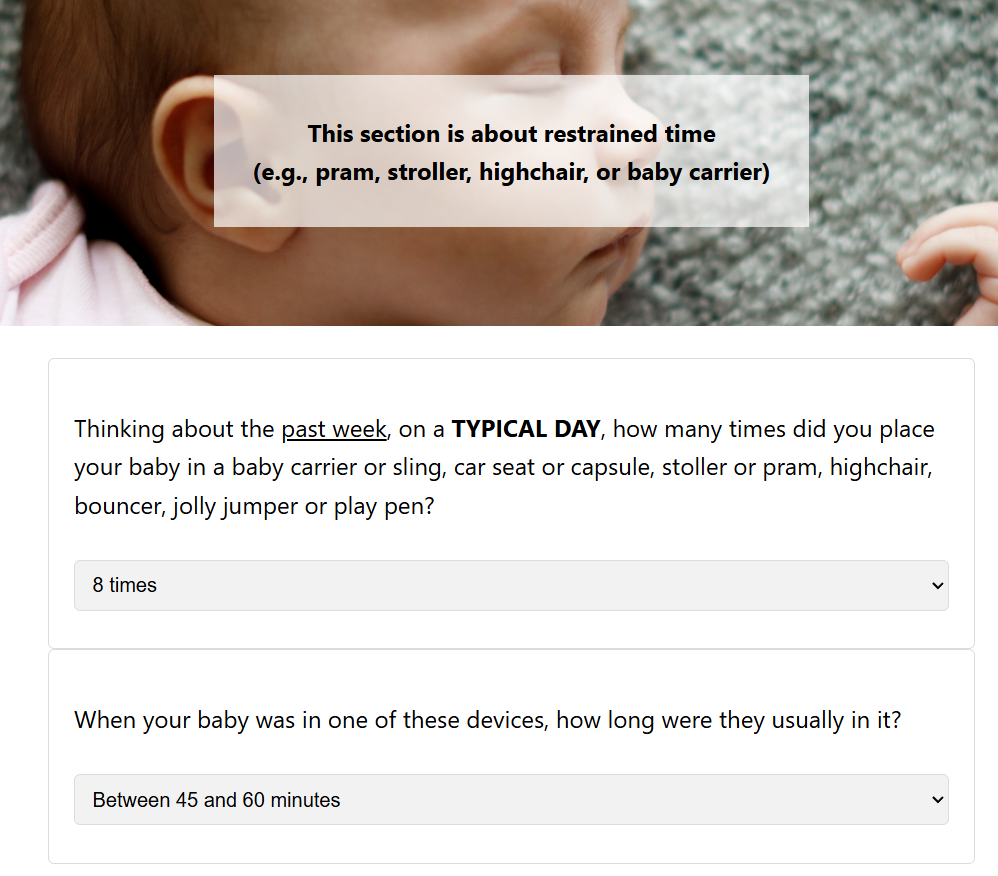 This section is about restrained time
(e.g., pram, stroller, highchair, or baby carrier)
Thinking about the past week, on a TYPICAL DAY, how many times did you place
your baby in a baby carrier or sling, car seat or capsule, stoller or pram, highchair,
bouncer, jolly jumper or play pen?
8 times
When your baby was in one of these devices, how long were they usually in it?
Between 45 and 60 minutes